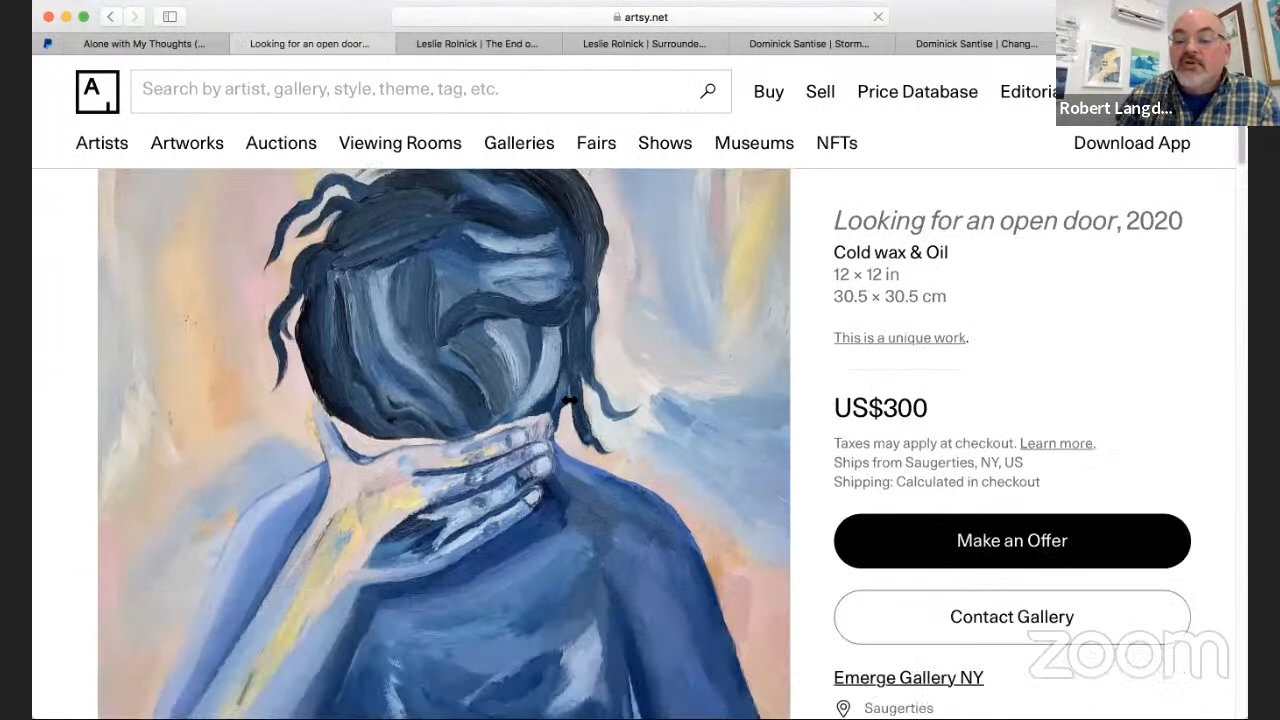 artsy.net
Alone with My Thoughts (...
Looking for an open door...
Leslie Rolnick | The End o...
Leslie Rolnick | Surrounde...
Dominick Santise | Storm...
Dominick Santise | Chang...
Robert Langd...
A
Search by artist, gallery, style, theme, tag, etc.
Buy
Sell
Price Database
Editoria
Artists
Artworks
Auctions
Viewing Rooms
Galleries
Fairs
Shows
Museums
NFTs
Download App
Looking for an open door, 2020
Cold wax & Oil
12 × 12 in
30.5 × 30.5 cm
This is a unique work.
US$300
Taxes may apply at checkout. Learn more.
Ships from Saugerties, NY, US
Shipping: Calculated in checkout
Make an Offer
Contact Gallery
zoom
Emerge Gallery NY
Saugerties